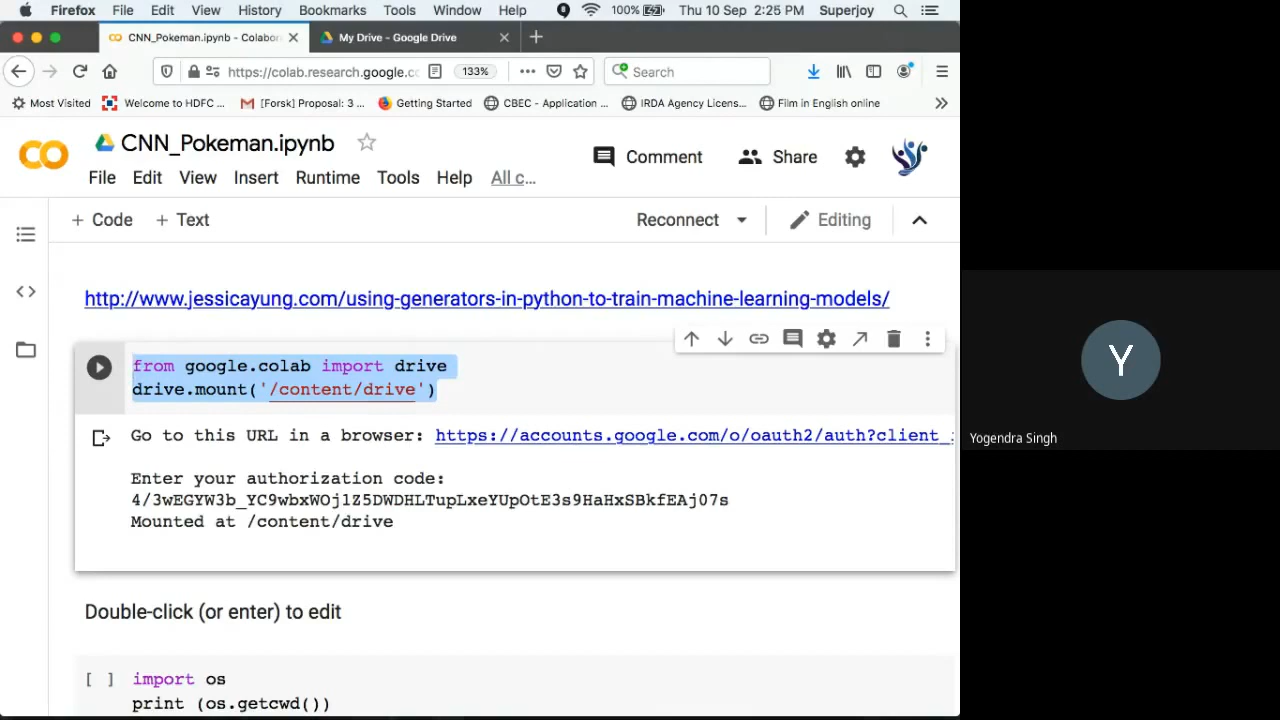 Firefox File Edit View History Bookmarks Tools Window Help 100% Thu 10 Sep 2:25 PM Superjoy
CNN_Pokeman.ipynb - Colabor
My Drive - Google Drive
https://colab.research.google.cc 133% Search
Most Visited Welcome to HDFC ... [Forsk] Proposal: 3 ... Getting Started CBEC - Application ... IRDA Agency Licens... Film in English online
CNN_Pokeman.ipynb
Comment Share
File Edit View Insert Runtime Tools Help All c...
+ Code + Text Reconnect Editing
http://www.jessicayung.com/using-generators-in-python-to-train-machine-learning-models/
from google.colab import drive
drive.mount('/content/drive')
Go to this URL in a browser: https://accounts.google.com/o/oauth2/auth?client_
Enter your authorization code:
4/3wEGYW3b_YC9wbxWOj1Z5DWDHLTupLxeYUpOtE3s9HaHxSBkfEAj07s
Mounted at /content/drive
Double-click (or enter) to edit
[ ] import os
print (os.getcwd())
Y
Yogendra Singh